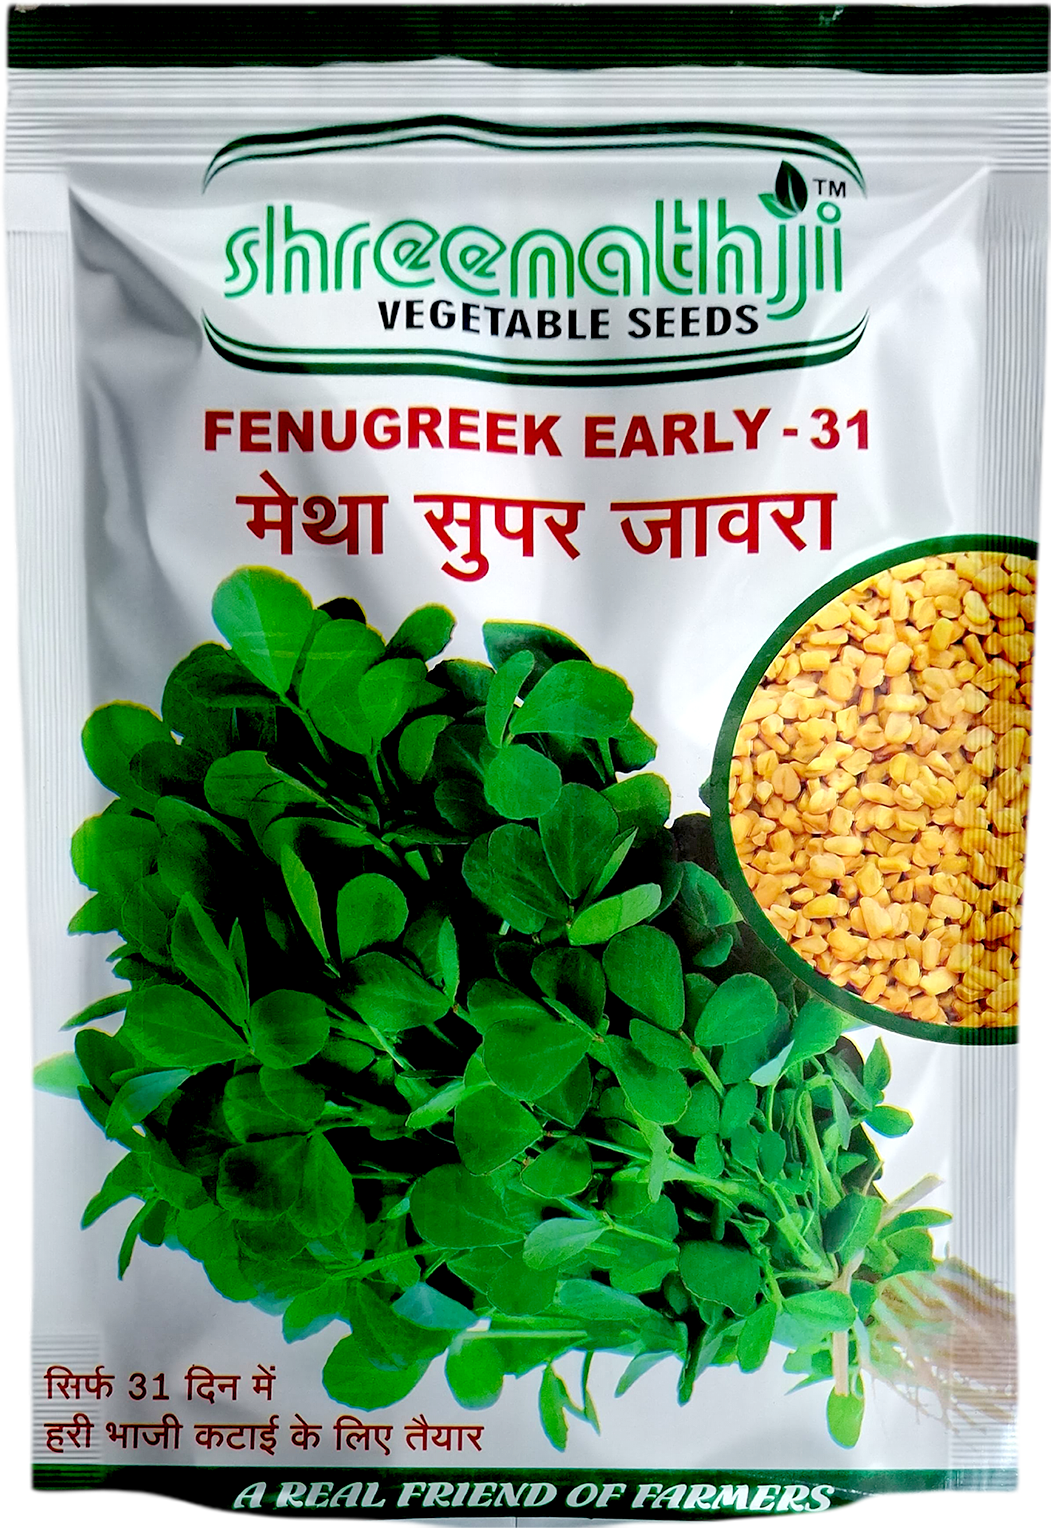 shreenathji TM
VEGETABLE SEEDS
FENUGREEK EARLY - 31
मेथा सुपर जावरा
सिर्फ 31 दिन में
हरी भाजी कटाई के लिए तैयार
A REAL FRIEND OF FARMERS